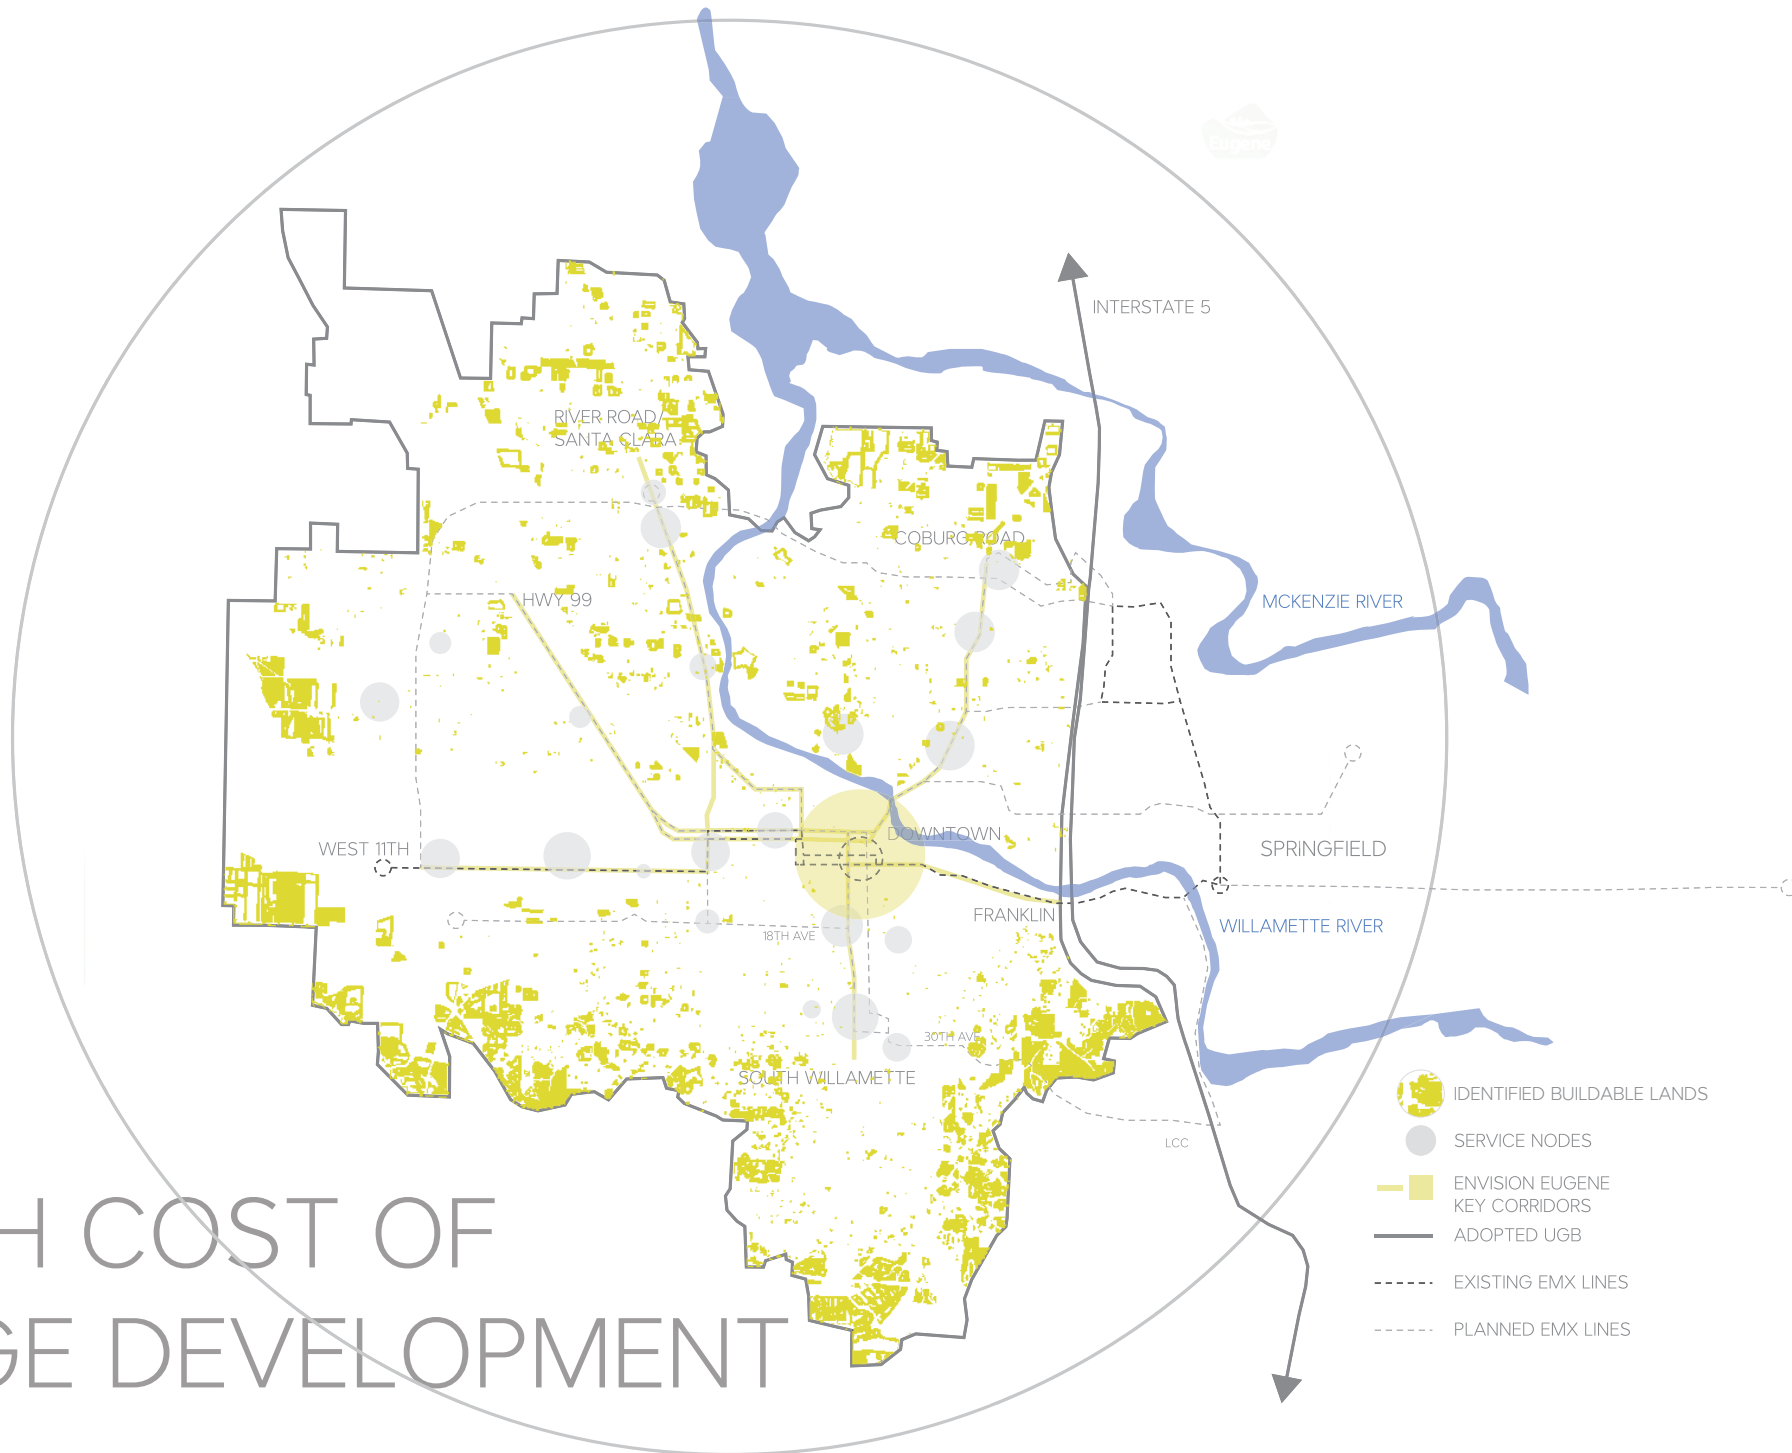 Eugene
INTERSTATE 5
RIVER ROAD/
SANTA CLARA
COBURG ROAD
HWY 99
MCKENZIE RIVER
DOWNTOWN
WEST 11TH
SPRINGFIELD
FRANKLIN
WILLAMETTE RIVER
18TH AVE
30TH AVE
SOUTH WILLAMETTE
LCC
IDENTIFIED BUILDABLE LANDS
SERVICE NODES
ENVISION EUGENE
KEY CORRIDORS
ADOPTED UGB
EXISTING EMX LINES
PLANNED EMX LINES
H COST OF
GE DEVELOPMENT